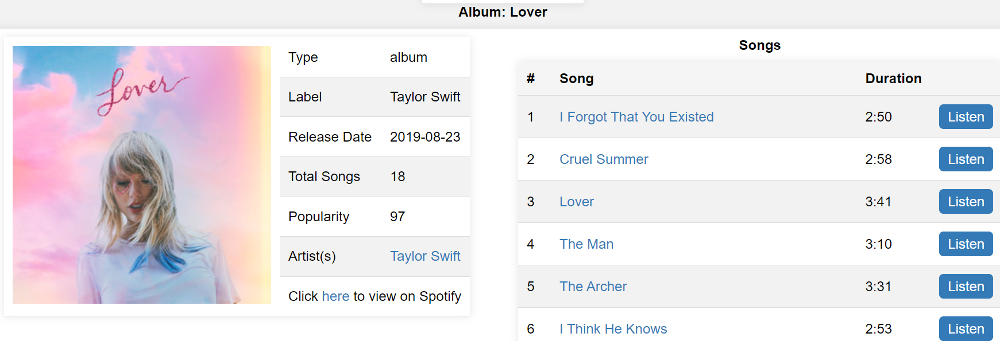 Album: Lover
Lover
Type album
Label Taylor Swift
Release Date 2019-08-23
Total Songs 18
Popularity 97
Artist(s) Taylor Swift
Click here to view on Spotify
Songs
# Song Duration
1 I Forgot That You Existed 2:50 Listen
2 Cruel Summer 2:58 Listen
3 Lover 3:41 Listen
4 The Man 3:10 Listen
5 The Archer 3:31 Listen
6 I Think He Knows 2:53 Listen